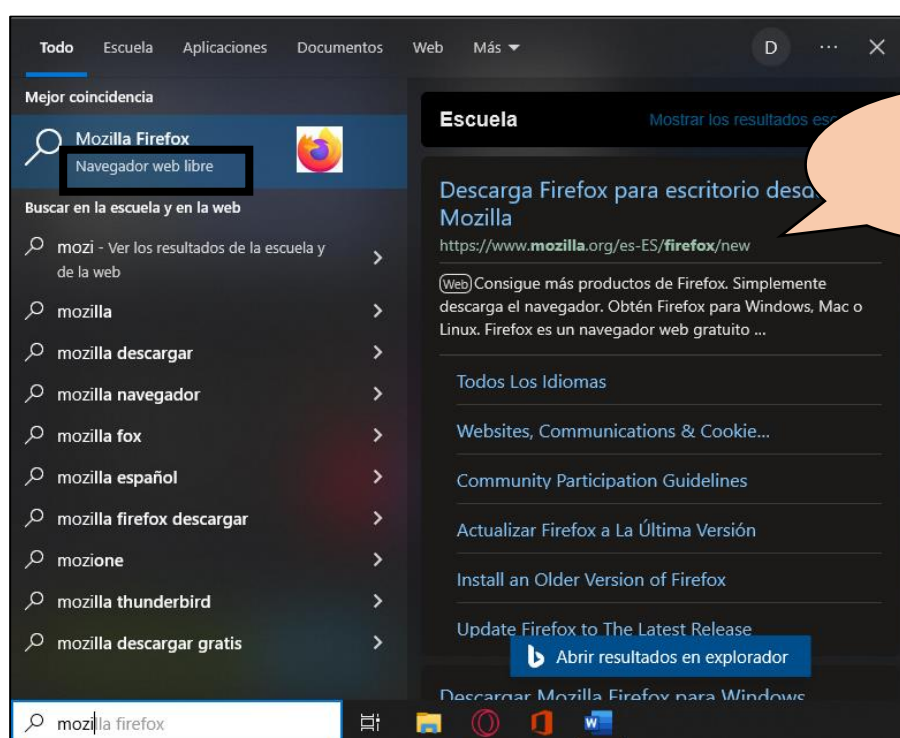 Todo Escuela Aplicaciones Documentos Web Más D ... X
Mejor coincidencia
Mozilla Firefox
Navegador web libre
Buscar en la escuela y en la web
mozi - Ver los resultados de la escuela y
de la web
mozilla
mozilla descargar
mozilla navegador
mozilla fox
mozilla español
mozilla firefox descargar
mozione
mozilla thunderbird
mozilla descargar gratis
mozilla firefox
Escuela Mostrar los resultados
Descarga Firefox para escritorio
Mozilla
https://www.mozilla.org/es-ES/firefox/new
Web Consigue más productos de Firefox. Simplemente
descarga el navegador. Obtén Firefox para Windows, Mac o
Linux. Firefox es un navegador web gratuito ...
Todos Los Idiomas
Websites, Communications & Cookie...
Community Participation Guidelines
Actualizar Firefox a La Última Versión
Install an Older Version of Firefox
Update Firefox to The Latest Release
Abrir resultados en explorador
Descargar Mozilla Firefox para Windows